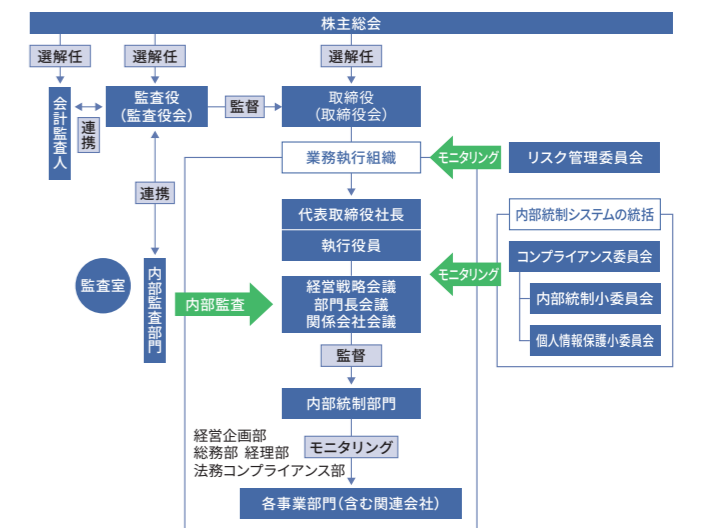 株主総会
選解任
選解任
選解任
会計監査人
連携
監査役
(監査役会)
監督
取締役
(取締役会)
業務執行組織
モニタリング
リスク管理委員会
連携
代表取締役社長
執行役員
内部統制システムの統括
コンプライアンス委員会
内部統制小委員会
個人情報保護小委員会
モニタリング
監査室
内部監査部門
内部監査
経営戦略会議
部門長会議
関係会社会議
監督
内部統制部門
経営企画部
総務部 経理部
法務コンプライアンス部
モニタリング
各事業部門(含む関連会社)